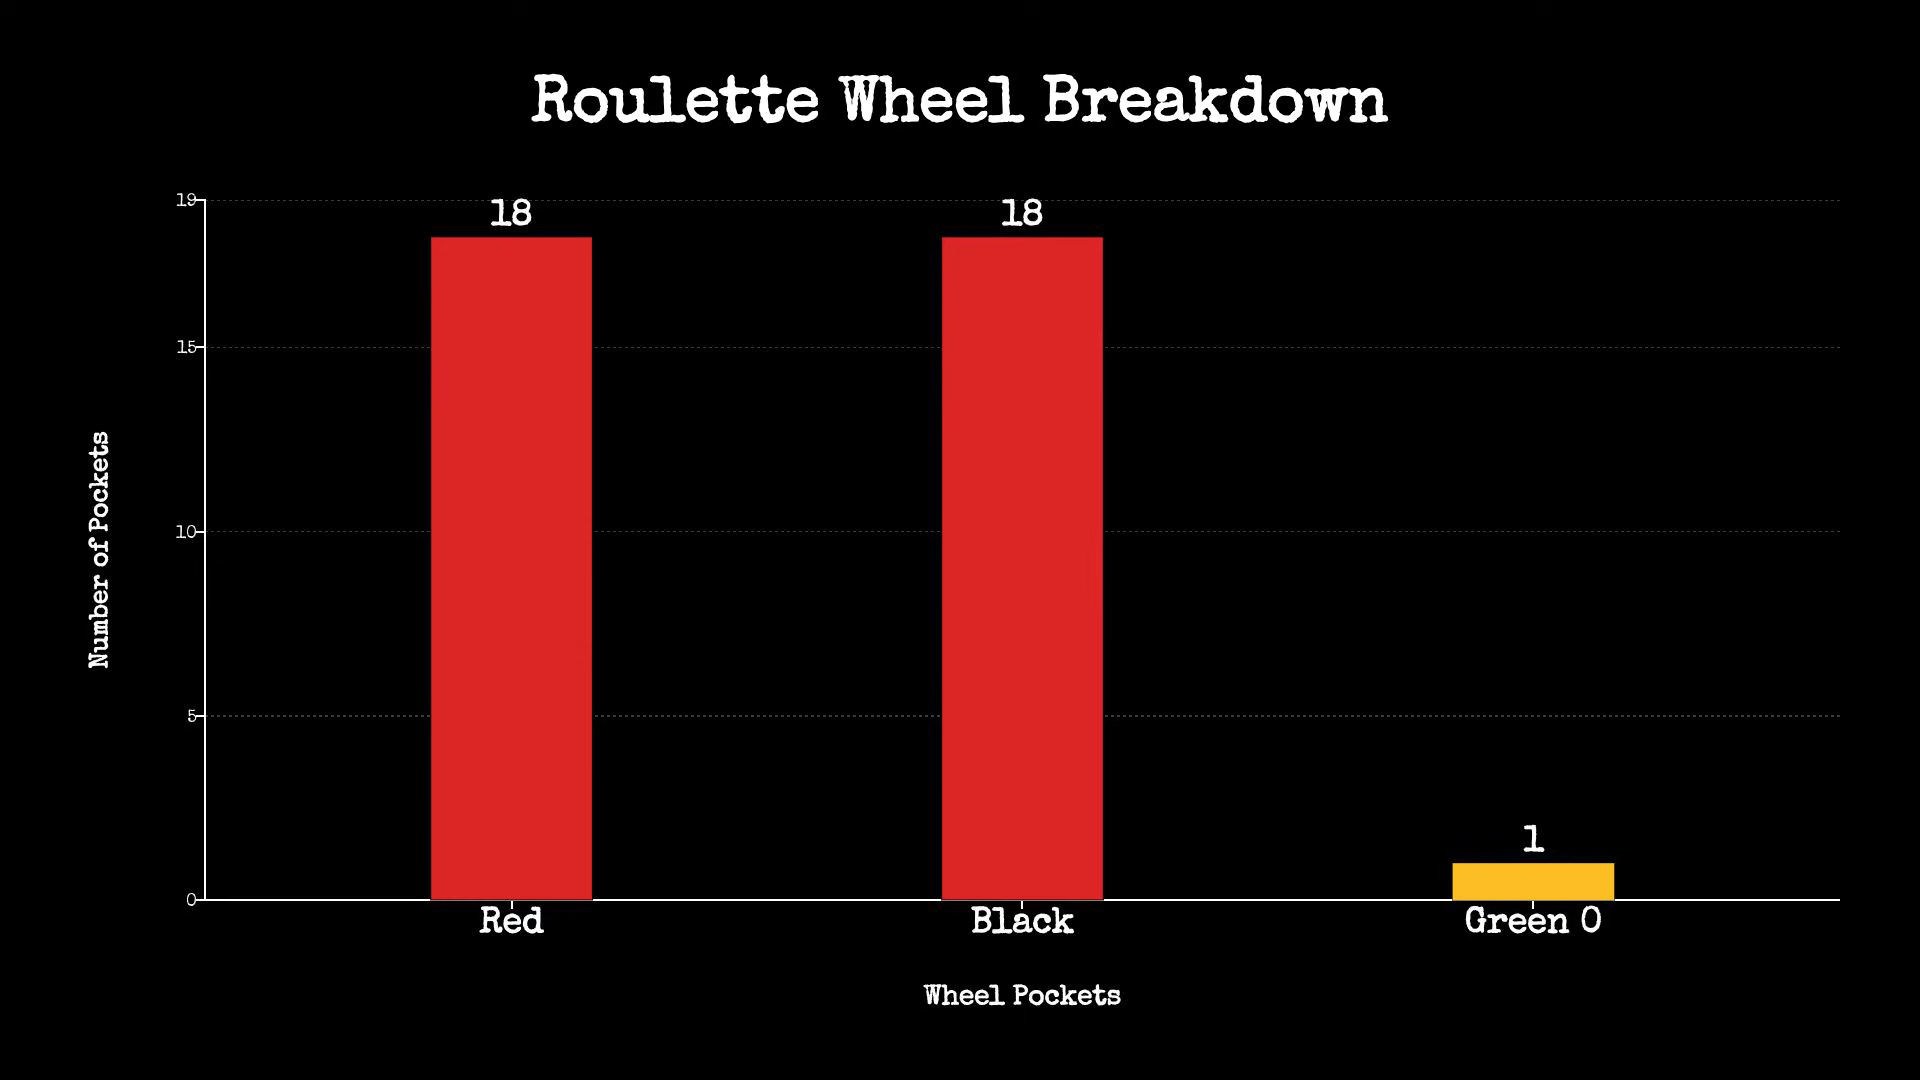 Roulette Wheel Breakdown
19
18
18
15
10
5
0
1
Number of Pockets
Red
Black
Green 0
Wheel Pockets